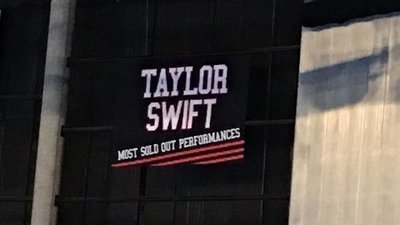 TAYLOR
SWIFT
MOST SOLD OUT PERFORMANCES